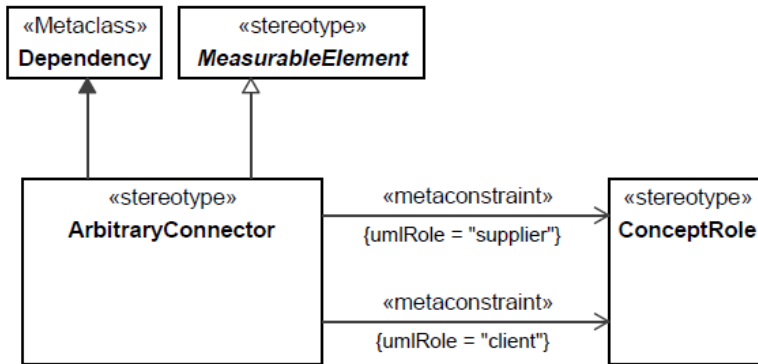 «Metaclass»
Dependency
«stereotype»
MeasurableElement
«stereotype»
ArbitraryConnector
«metaconstraint»
{umlRole = "supplier"}
«metaconstraint»
{umlRole = "client"}
«stereotype»
ConceptRole